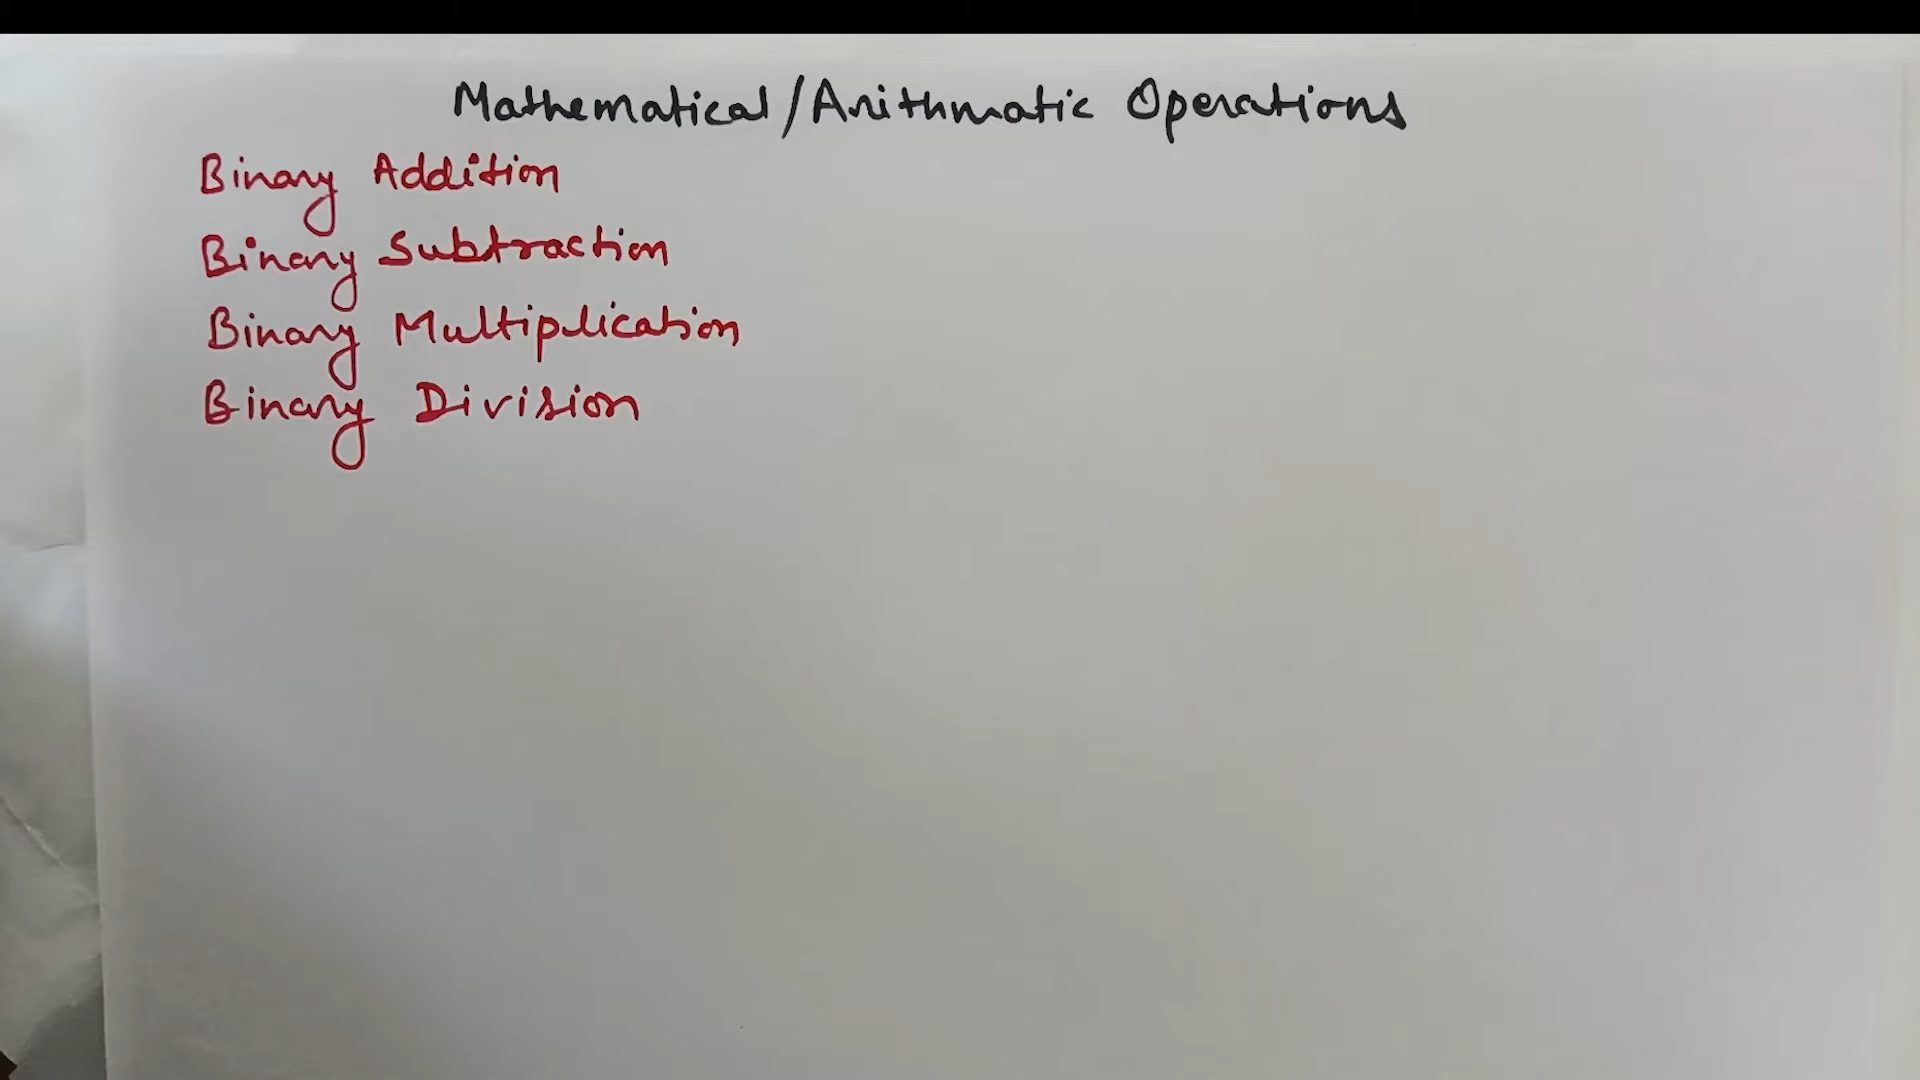 Mathematical/Arithmatic Operations
Binary Addition
Binary Subtraction
Binary Multiplication
Binary Division